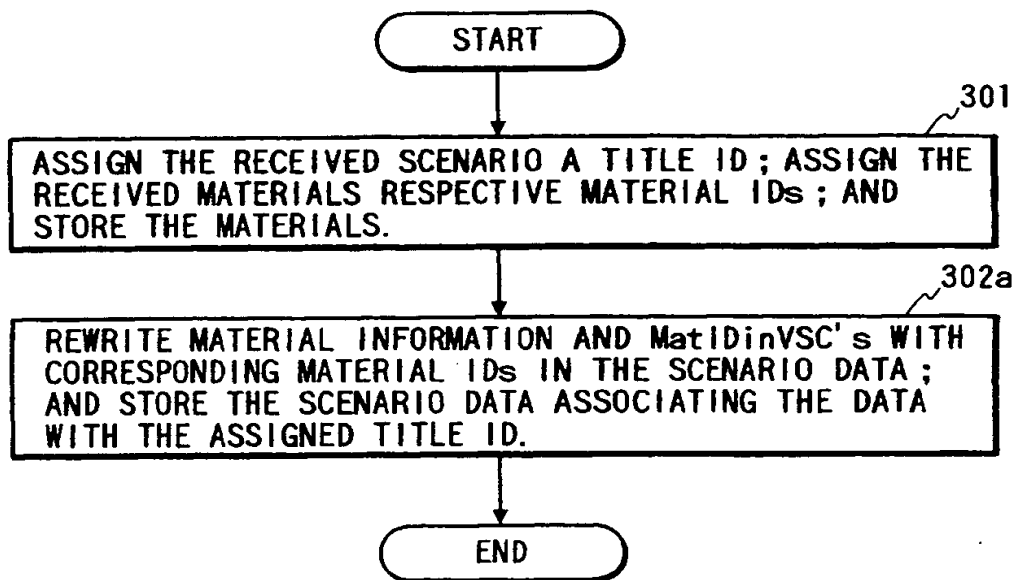 START
301
ASSIGN THE RECEIVED SCENARIO A TITLE ID; ASSIGN THE
RECEIVED MATERIALS RESPECTIVE MATERIAL IDs; AND
STORE THE MATERIALS.
302a
REWRITE MATERIAL INFORMATION AND MatIDinVSC's WITH
CORRESPONDING MATERIAL IDs IN THE SCENARIO DATA;
AND STORE THE SCENARIO DATA ASSOCIATING THE DATA
WITH THE ASSIGNED TITLE ID.
END